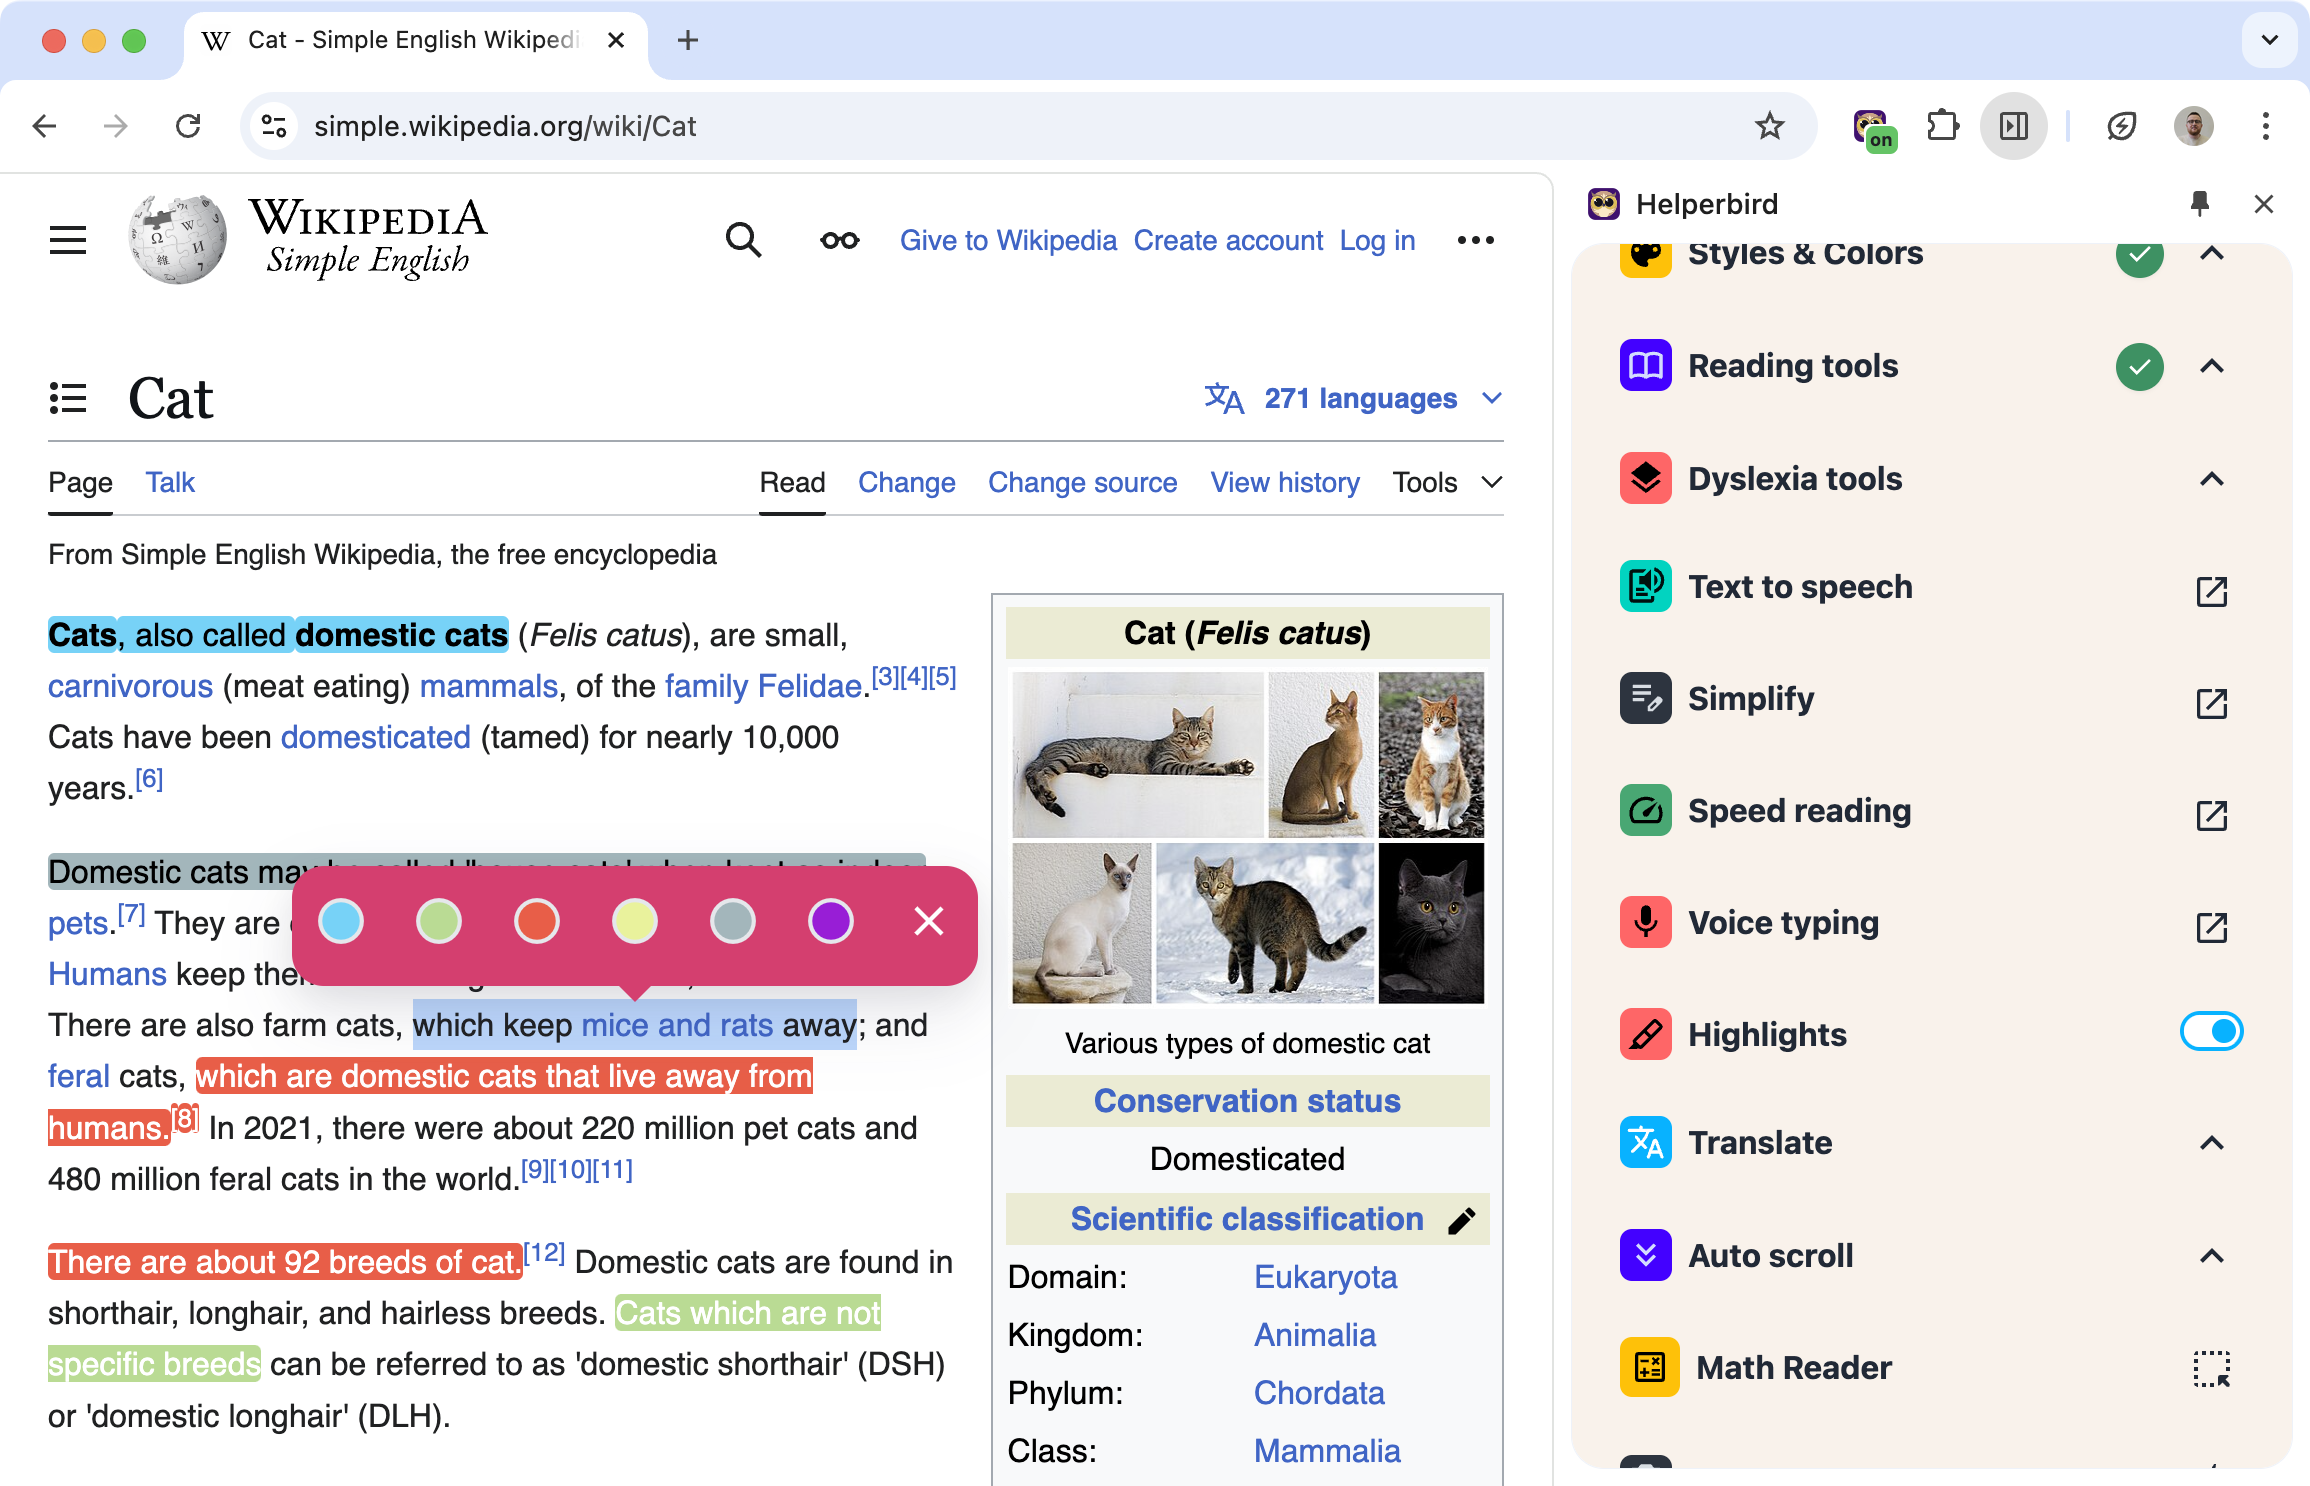 Cat - Simple English Wikipedi
simple.wikipedia.org/wiki/Cat
on
WIKIPEDIA
Simple English
Give to Wikipedia Create account Log in
Cat
271 languages
Page Talk Read Change Change source View history Tools
From Simple English Wikipedia, the free encyclopedia
Cats, also called domestic cats (Felis catus), are small,
carnivorous (meat eating) mammals, of the family Felidae.[3][4][5]
Cats have been domesticated (tamed) for nearly 10,000
years.[6]
Domestic cats may
pets.[7] They are
Humans keep
There are also farm cats, which keep mice and rats away; and
feral cats, which are domestic cats that live away from
humans.[8] In 2021, there were about 220 million pet cats and
480 million feral cats in the world.[9][10][11]
There are about 92 breeds of cat.[12] Domestic cats are found in
shorthair, longhair, and hairless breeds. Cats which are not
specific breeds can be referred to as 'domestic shorthair' (DSH)
or 'domestic longhair' (DLH).
Cat (Felis catus)
Various types of domestic cat
Conservation status
Domesticated
Scientific classification
Domain: Eukaryota
Kingdom: Animalia
Phylum: Chordata
Class: Mammalia
Helperbird
Styles & Colors
Reading tools
Dyslexia tools
Text to speech
Simplify
Speed reading
Voice typing
Highlights
Translate
Auto scroll
Math Reader